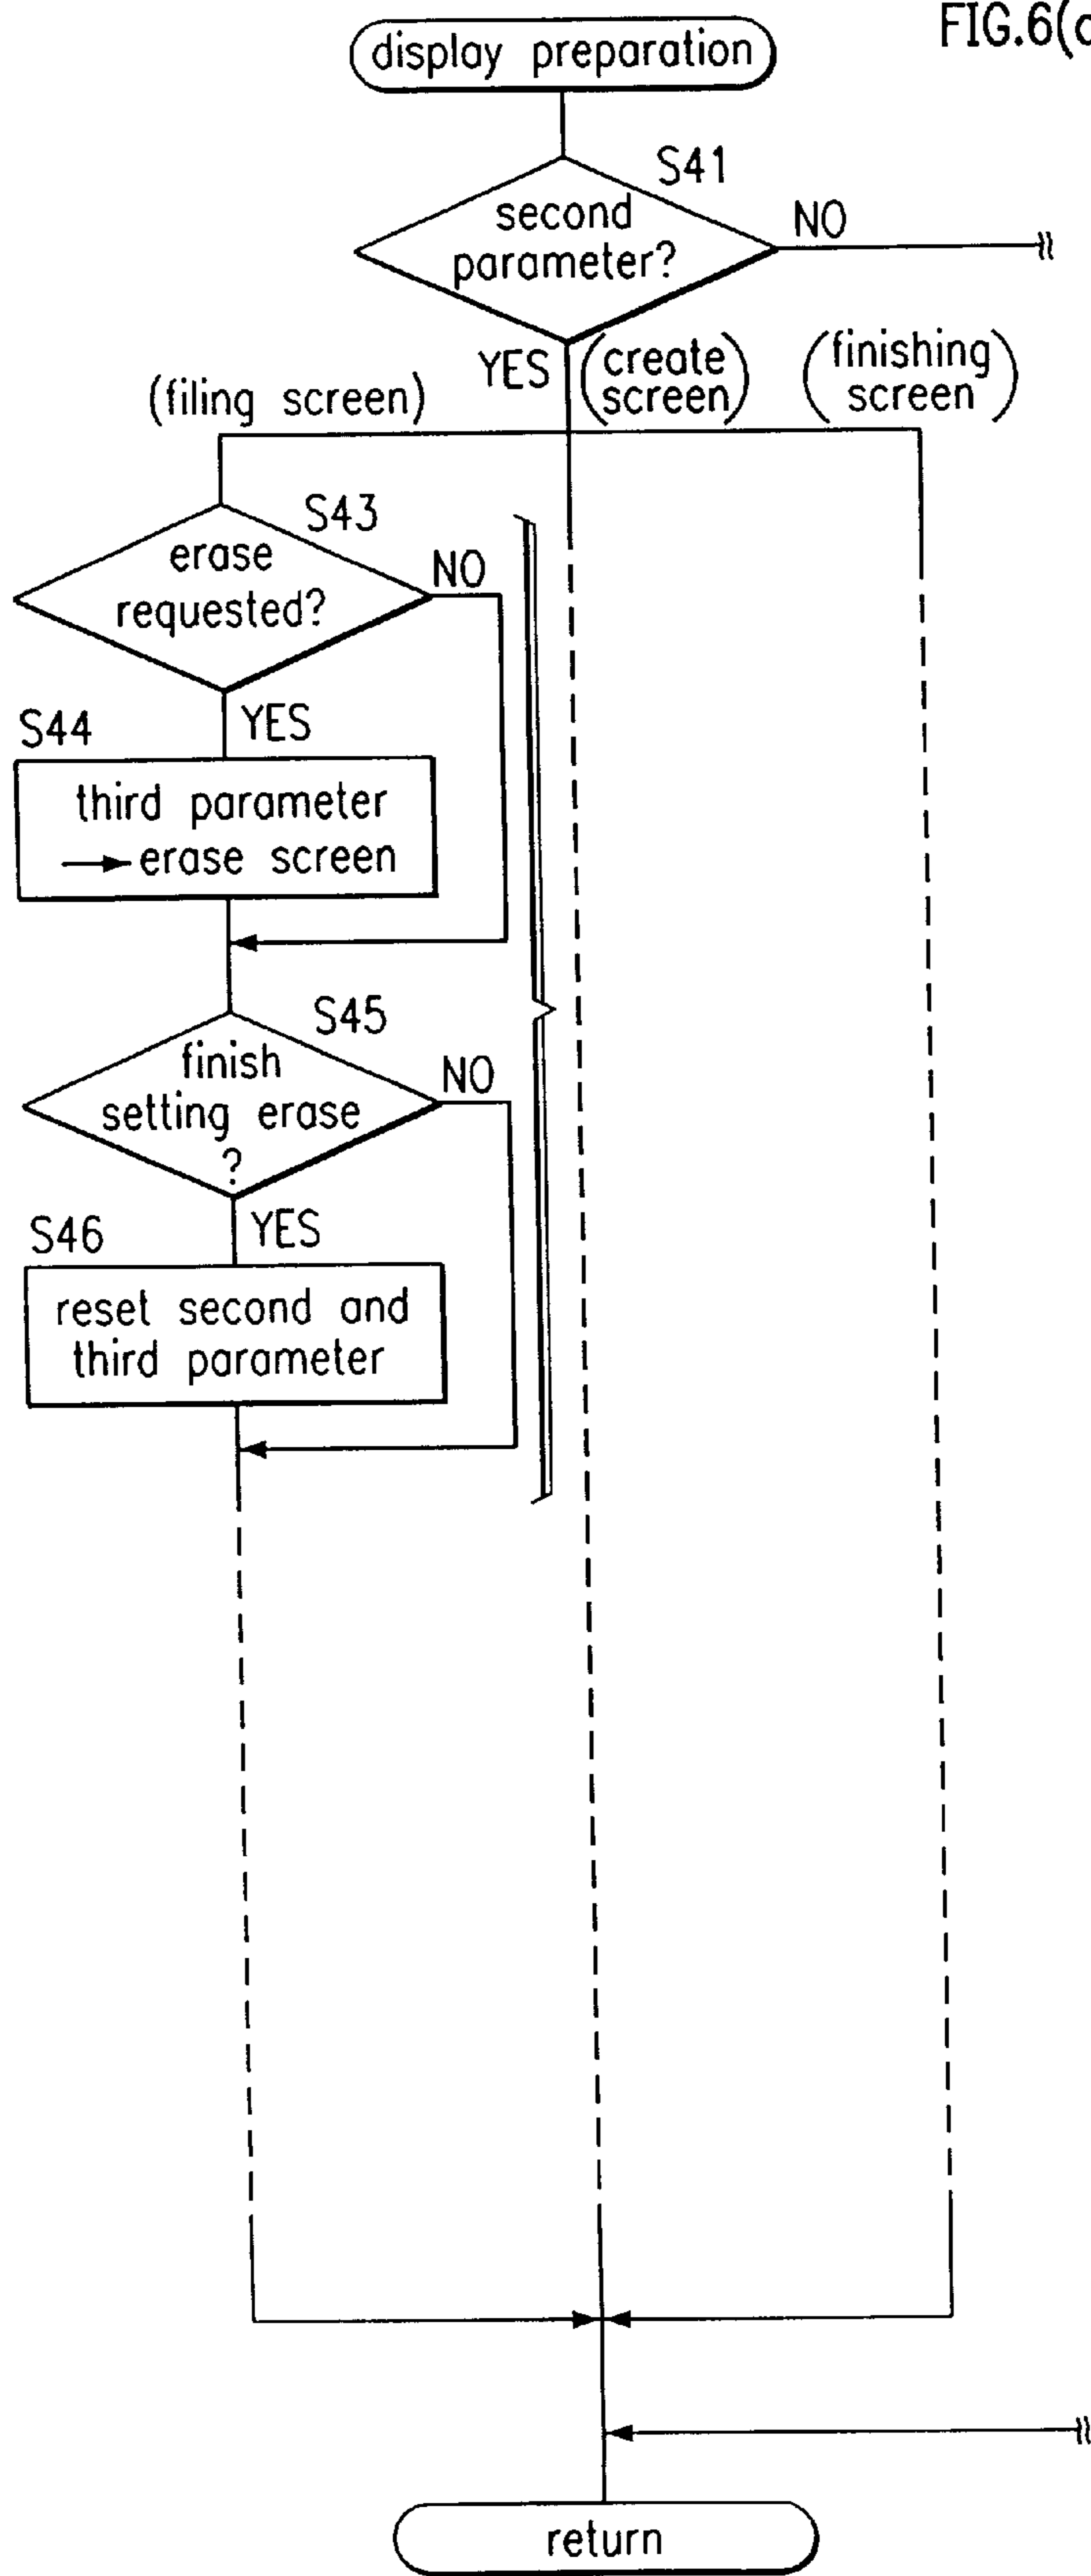 FIG.6(
display preparation
S41
second
parameter?
NO
YES
(create
screen)
(finishing
screen)
(filing screen)
S43
erase
requested?
NO
YES
S44
third parameter
→ erase screen
S45
finish
setting erase
?
NO
YES
S46
reset second and
third parameter
return